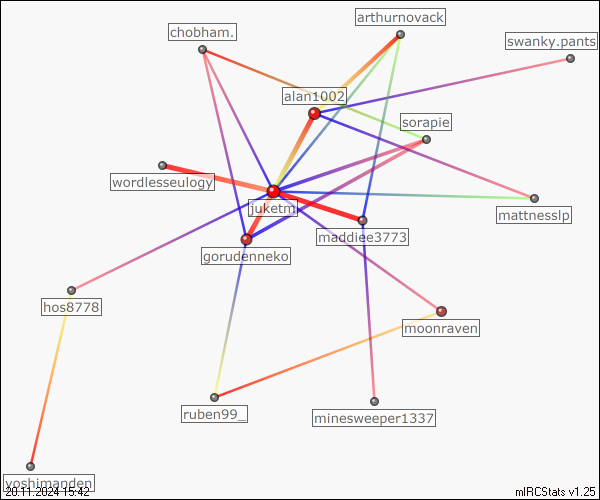 arthurnovack
chobham.
swanky.pants
alan1002
sorapie
wordlesseulogy
juketm
mattnesslp
maddiee3773
gorudenneko
hos8778
moonraven
ruben99_
minesweeper1337
yoshimanden
20.11.2024 15:42
mIRCStats v1.25